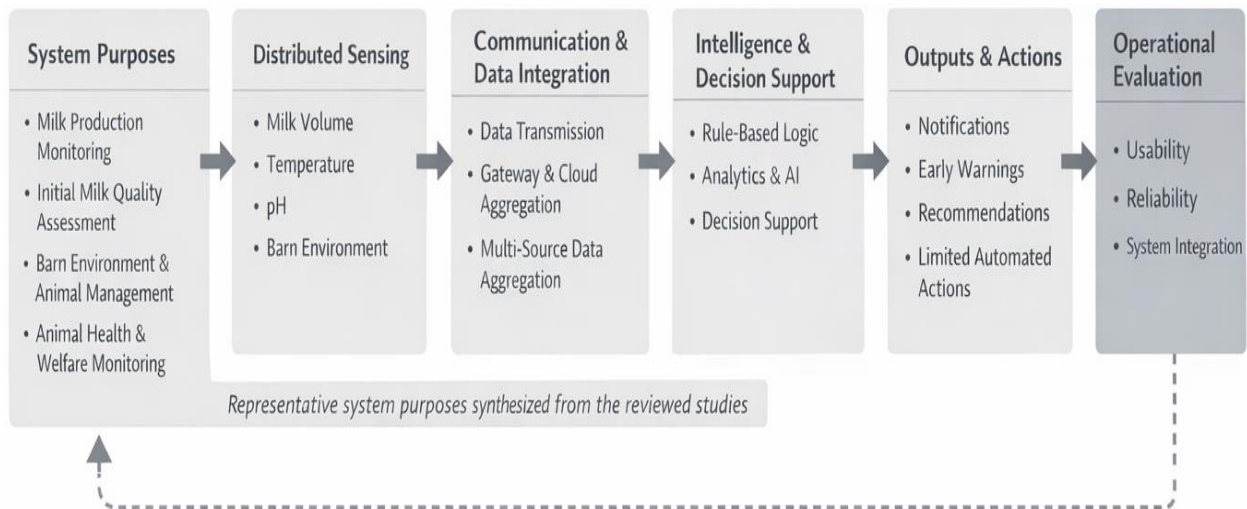 System Purposes
• Milk Production
Monitoring
• Initial Milk Quality
Assessment
• Barn Environment &
Animal Management
• Animal Health &
Welfare Monitoring
Distributed Sensing
• Milk Volume
• Temperature
• pH
• Barn Environment
Communication &
Data Integration
• Data Transmission
• Gateway & Cloud
Aggregation
• Multi-Source Data
Aggregation
Intelligence &
Decision Support
• Rule-Based Logic
• Analytics & AI
• Decision Support
Outputs & Actions
• Notifications
• Early Warnings
• Recommendations
• Limited Automated
Actions
Operational
Evaluation
• Usability
• Reliability
• System Integration
Representative system purposes synthesized from the reviewed studies